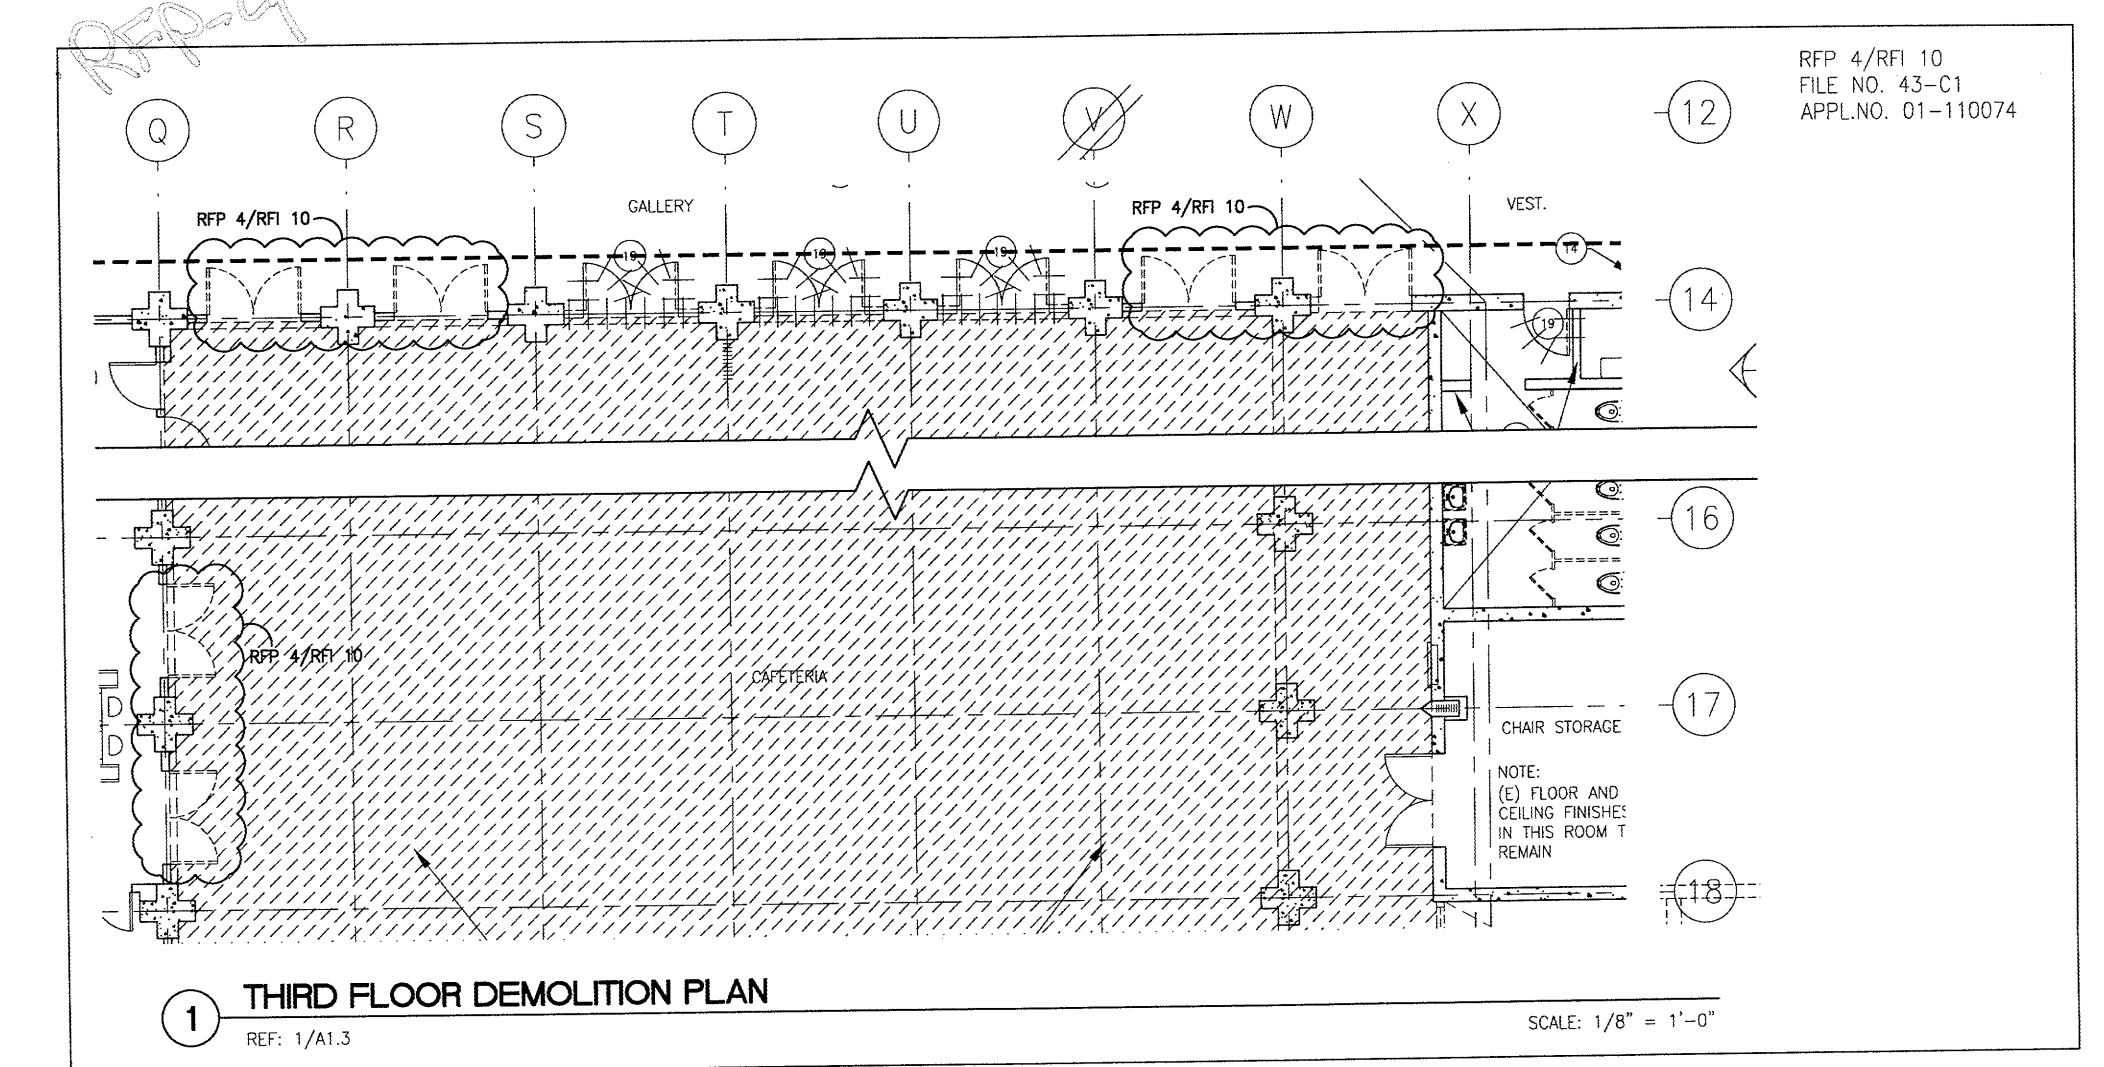 RFP-4
RFP 4/RFI 10
FILE NO. 43-C1
APPL.NO. 01-110074
Q R S T U V W X
12
RFP 4/RFI 10
GALLERY
RFP 4/RFI 10
VEST.
19 19 19
14
14
19
16
RFP 4/RFI 10
CAFETERIA
17
CHAIR STORAGE
NOTE:
(E) FLOOR AND
CEILING FINISHES
IN THIS ROOM T
REMAIN
18
1 THIRD FLOOR DEMOLITION PLAN
REF: 1/A1.3
SCALE: 1/8" = 1'-0"